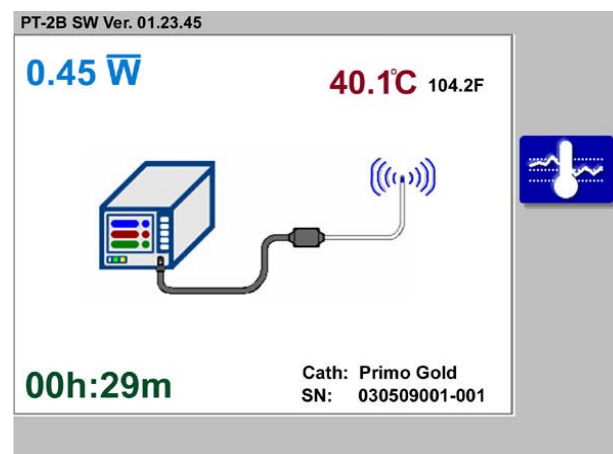 PT-2B SW Ver. 01.23.45
0.45 W̅
40.1°C 104.2F
00h:29m
Cath: Primo Gold
SN: 030509001-001